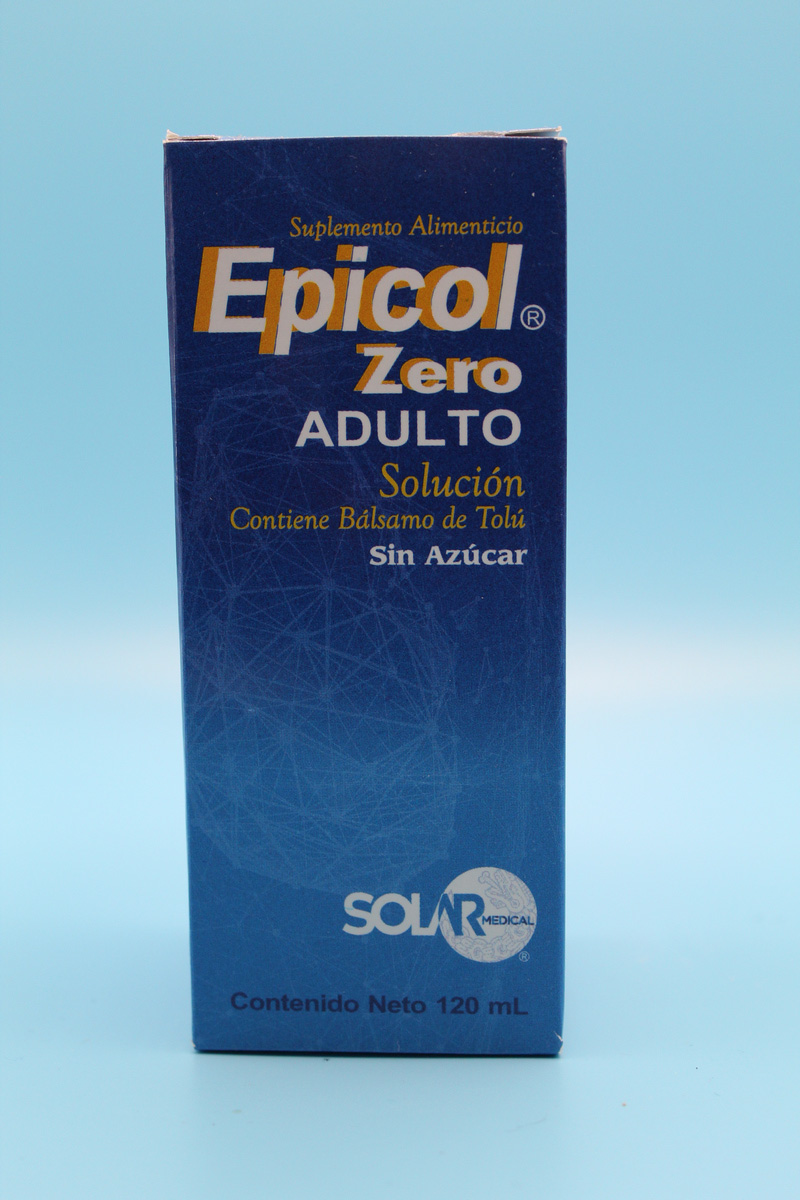 Suplemento Alimenticio
Epicol®
Zero
ADULTO
Solución
Contiene Bálsamo de Tolú
Sin Azúcar
SOLAR MEDICAL
®
Contenido Neto 120 mL